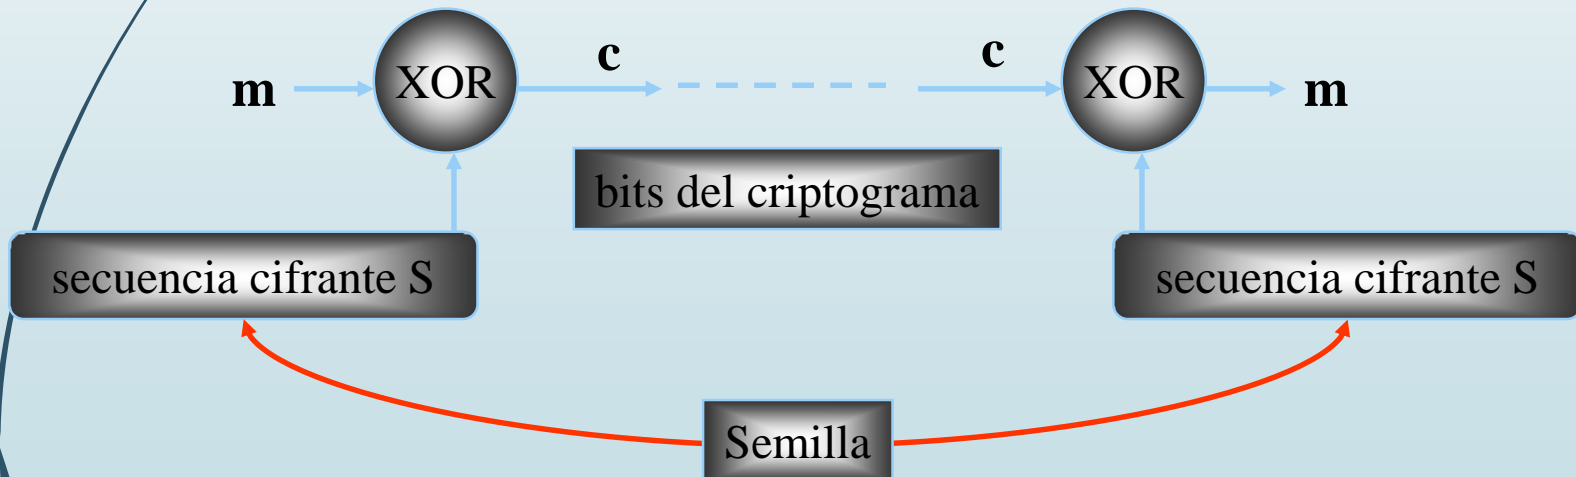 m
XOR
c
c
XOR
m
bits del criptograma
secuencia cifrante S
secuencia cifrante S
Semilla